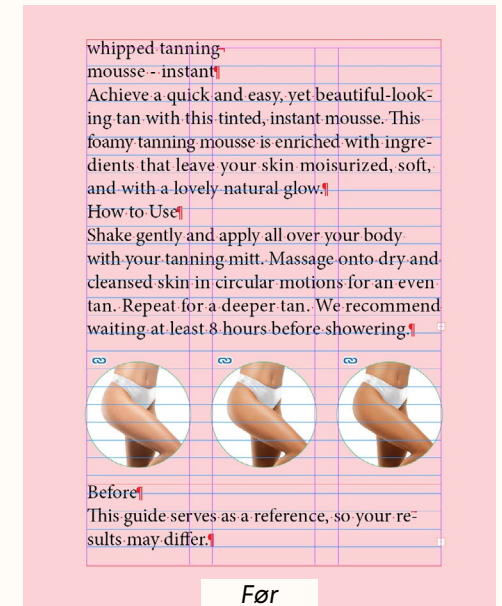 whipped tanning
mousse - instant
Achieve a quick and easy, yet beautiful-look-
ing tan with this tinted, instant mousse. This
foamy tanning mousse is enriched with ingre-
dients that leave your skin moisurized, soft,
and with a lovely natural glow.
How to Use
Shake gently and apply all over your body
with your tanning mitt. Massage onto dry and
cleansed skin in circular motions for an even
tan. Repeat for a deeper tan. We recommend
waiting at least 8 hours before showering.
Before
This guide serves as a reference, so your re-
sults may differ.
Før